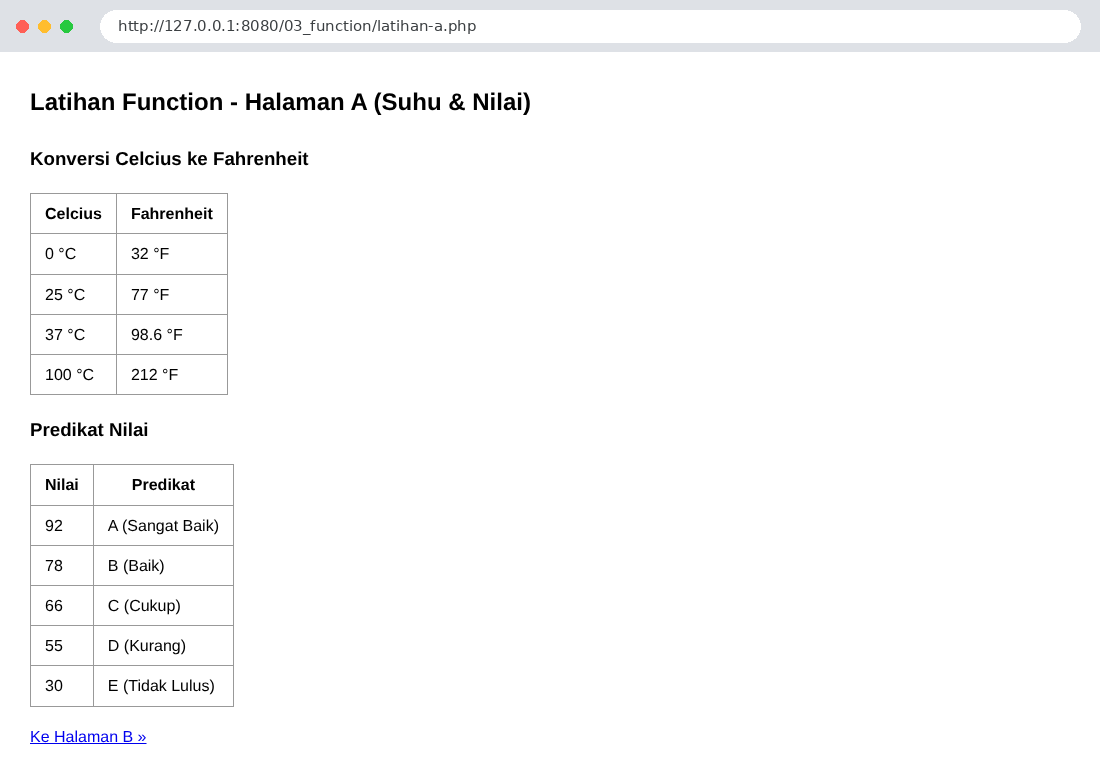 http://127.0.0.1:8080/03_function/latihan-a.php
Latihan Function - Halaman A (Suhu & Nilai)
Konversi Celcius ke Fahrenheit
Celcius Fahrenheit
0 °C 32 °F
25 °C 77 °F
37 °C 98.6 °F
100 °C 212 °F
Predikat Nilai
Nilai Predikat
92 A (Sangat Baik)
78 B (Baik)
66 C (Cukup)
55 D (Kurang)
30 E (Tidak Lulus)
Ke Halaman B »